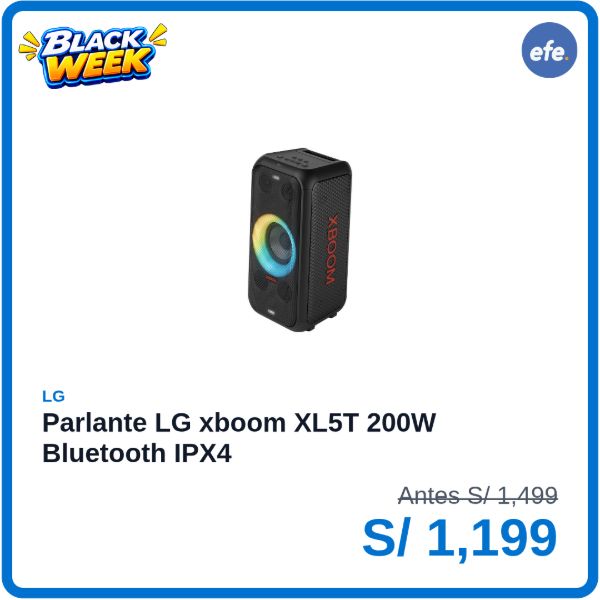 BLACK
WEEK
efe.
XBOOM
LG
Parlante LG xboom XL5T 200W
Bluetooth IPX4
Antes S/ 1,499
S/ 1,199